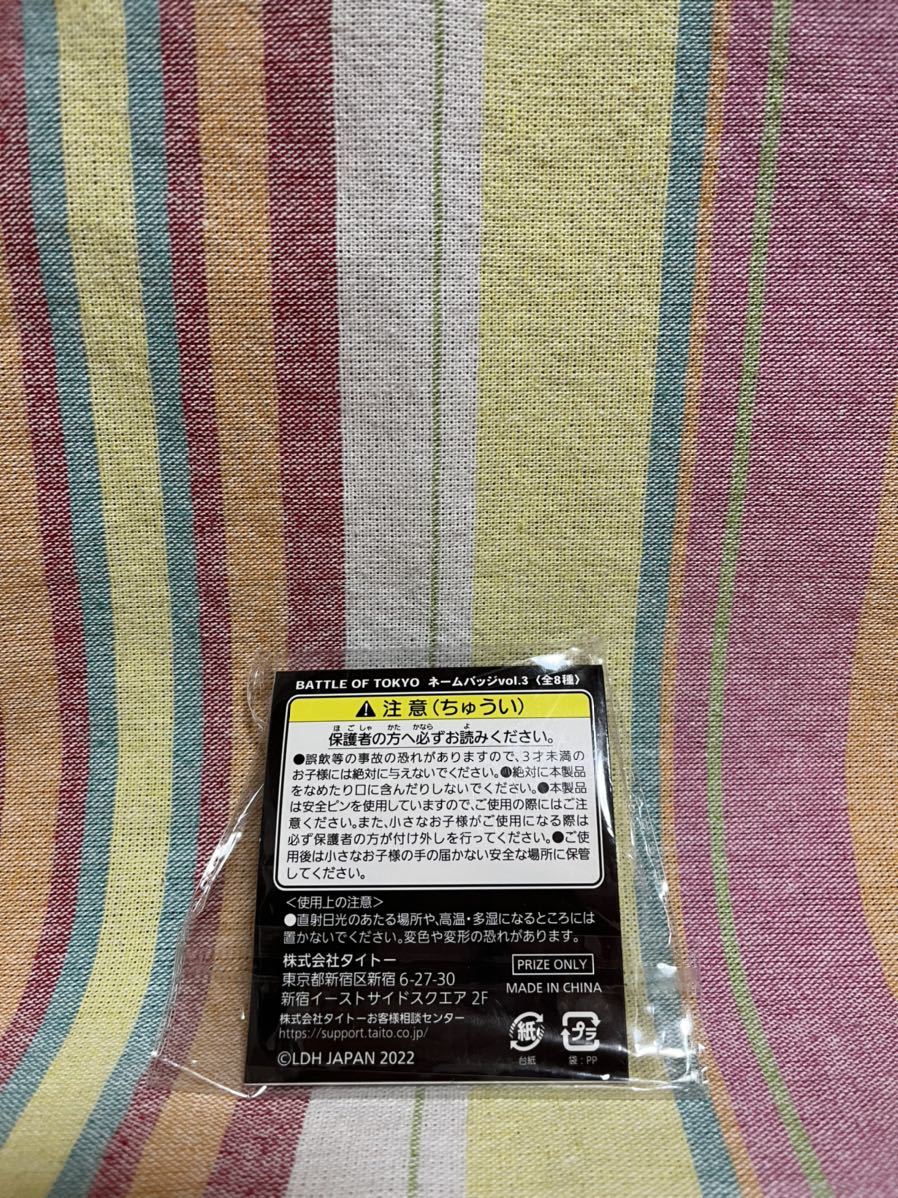 BATTLE OF TOKYO ネームバッジvol.3〈全8種〉
注意(ちゅうい)
ほごしゃ かた かなら よ
保護者の方へ必ずお読みください。
●誤飲等の事故の恐れがありますので、3才未満の
お子様には絶対に与えないでください。●絶対に本製品
をなめたり口に含んだりしないでください。●本製品
は安全ピンを使用していますので、ご使用の際にはご注
意ください。また、小さなお子様がご使用になる際は
必ず保護者の方が付け外しを行ってください。●ご使
用後は小さなお子様の手の届かない安全な場所に保管
してください。
＜使用上の注意＞
●直射日光のあたる場所や、高温・多湿になるところには
置かないでください。変色や変形の恐れがあります。
株式会社タイトー
東京都新宿区新宿 6-27-30
新宿イーストサイドスクエア 2F
株式会社タイトーお客様相談センター
https://support.taito.co.jp/
©LDH JAPAN 2022
PRIZE ONLY
MADE IN CHINA
紙
台紙
プラ
袋：PP